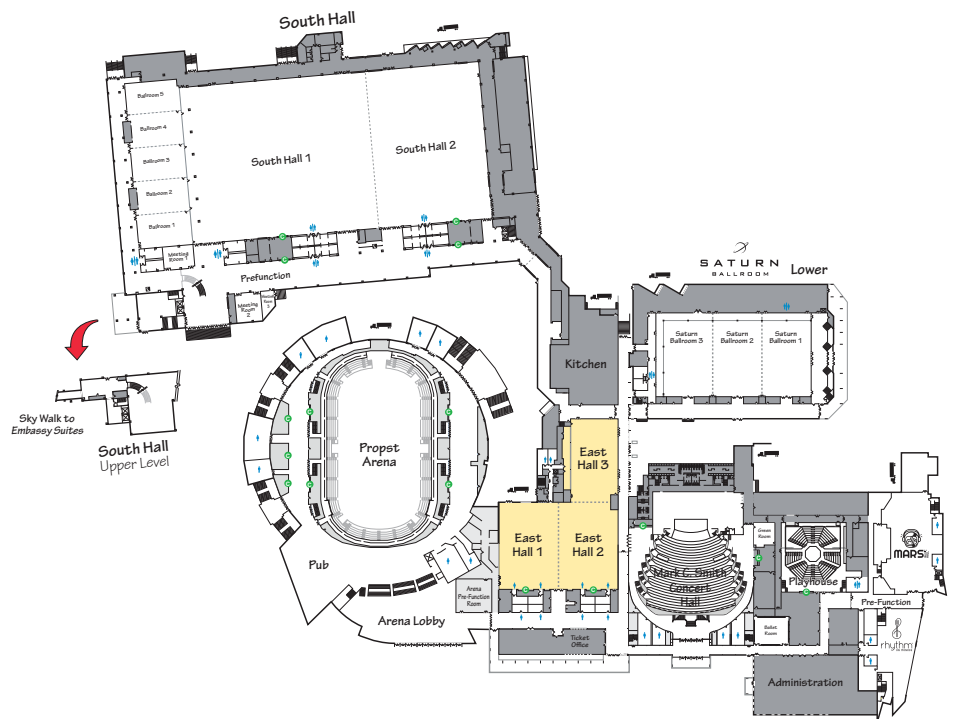 South Hall
Ballroom 5
Ballroom 4
Ballroom 3
Ballroom 2
Ballroom 1
South Hall 1
South Hall 2
Meeting
Room 1
Prefunction
Meeting
Room 2
Meeting
Room 3
SATURN
BALLROOM
Lower
Saturn
Ballroom 3
Saturn
Ballroom 2
Saturn
Ballroom 1
Kitchen
Sky Walk to
Embassy Suites
South Hall
Upper Level
Propst
Arena
East
Hall 3
East
Hall 1
East
Hall 2
Pub
Arena
Pre-Function
Room
Arena Lobby
Ticket
Office
Mark C. Smith
Concert
Hall
Green
Room
Playhouse
MARS
Pre-Function
Ballet
Room
rhythm
Administration